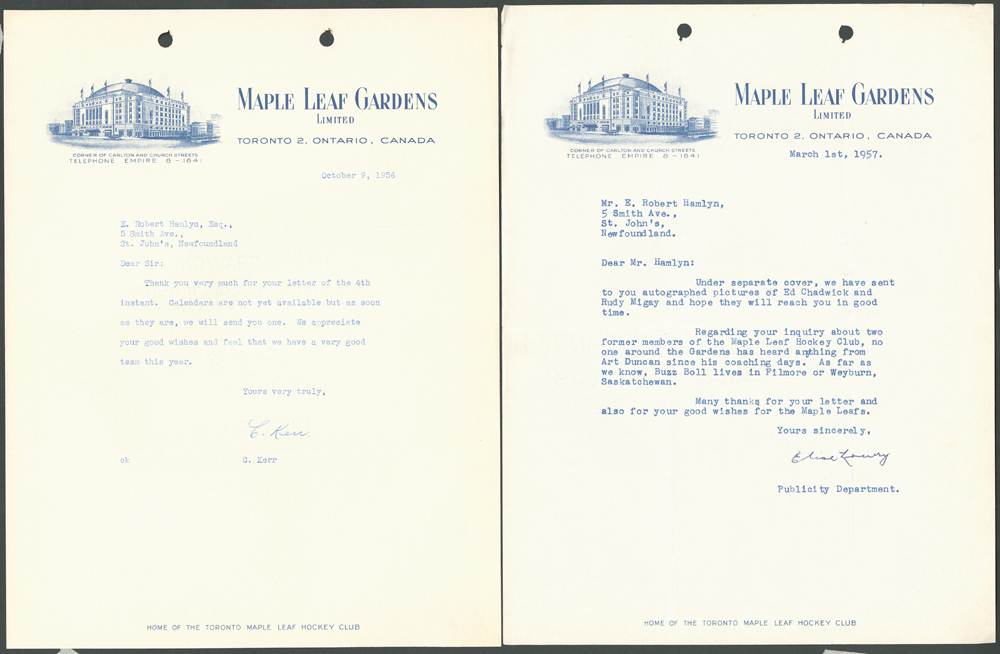 MAPLE LEAF GARDENS
LIMITED
TORONTO 2, ONTARIO, CANADA
CORNER OF CARLTON AND CHURCH STREETS
TELEPHONE EMPIRE 8-1641
October 9, 1956
E. Robert Hamlyn, Esq.,
5 Smith Ave.,
St. John's, Newfoundland
Dear Sir:
Thank you very much for your letter of the 4th
instant. Calendars are not yet available but as soon
as they are, we will send you one. We appreciate
your good wishes and feel that we have a very good
team this year.
Yours very truly,
C. Kerr
ck C. Kerr
HOME OF THE TORONTO MAPLE LEAF HOCKEY CLUB
MAPLE LEAF GARDENS
LIMITED
TORONTO 2, ONTARIO, CANADA
CORNER OF CARLTON AND CHURCH STREETS
TELEPHONE EMPIRE 8-1641
March 1st, 1957.
Mr. E. Robert Hamlyn,
5 Smith Ave.,
St. John's,
Newfoundland.
Dear Mr. Hamlyn:
Under separate cover, we have sent
to you autographed pictures of Ed Chadwick and
Rudy Migay and hope they will reach you in good
time.
Regarding your inquiry about two
former members of the Maple Leaf Hockey Club, no
one around the Gardens has heard anything from
Art Duncan since his coaching days. As far as
we know, Buzz Boll lives in Filmore or Weyburn,
Saskatchewan.
Many thanks for your letter and
also for your good wishes for the Maple Leafs.
Yours sincerely,
Elise Lowry
Publicity Department.
HOME OF THE TORONTO MAPLE LEAF HOCKEY CLUB